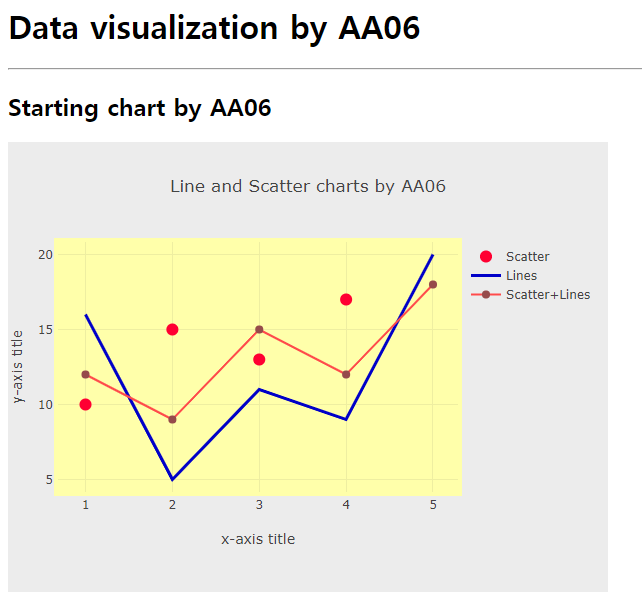 Data visualization by AA06
Starting chart by AA06
Line and Scatter charts by AA06
20
15
10
5
y-axis title
1 2 3 4 5
x-axis title
Scatter
Lines
Scatter+Lines